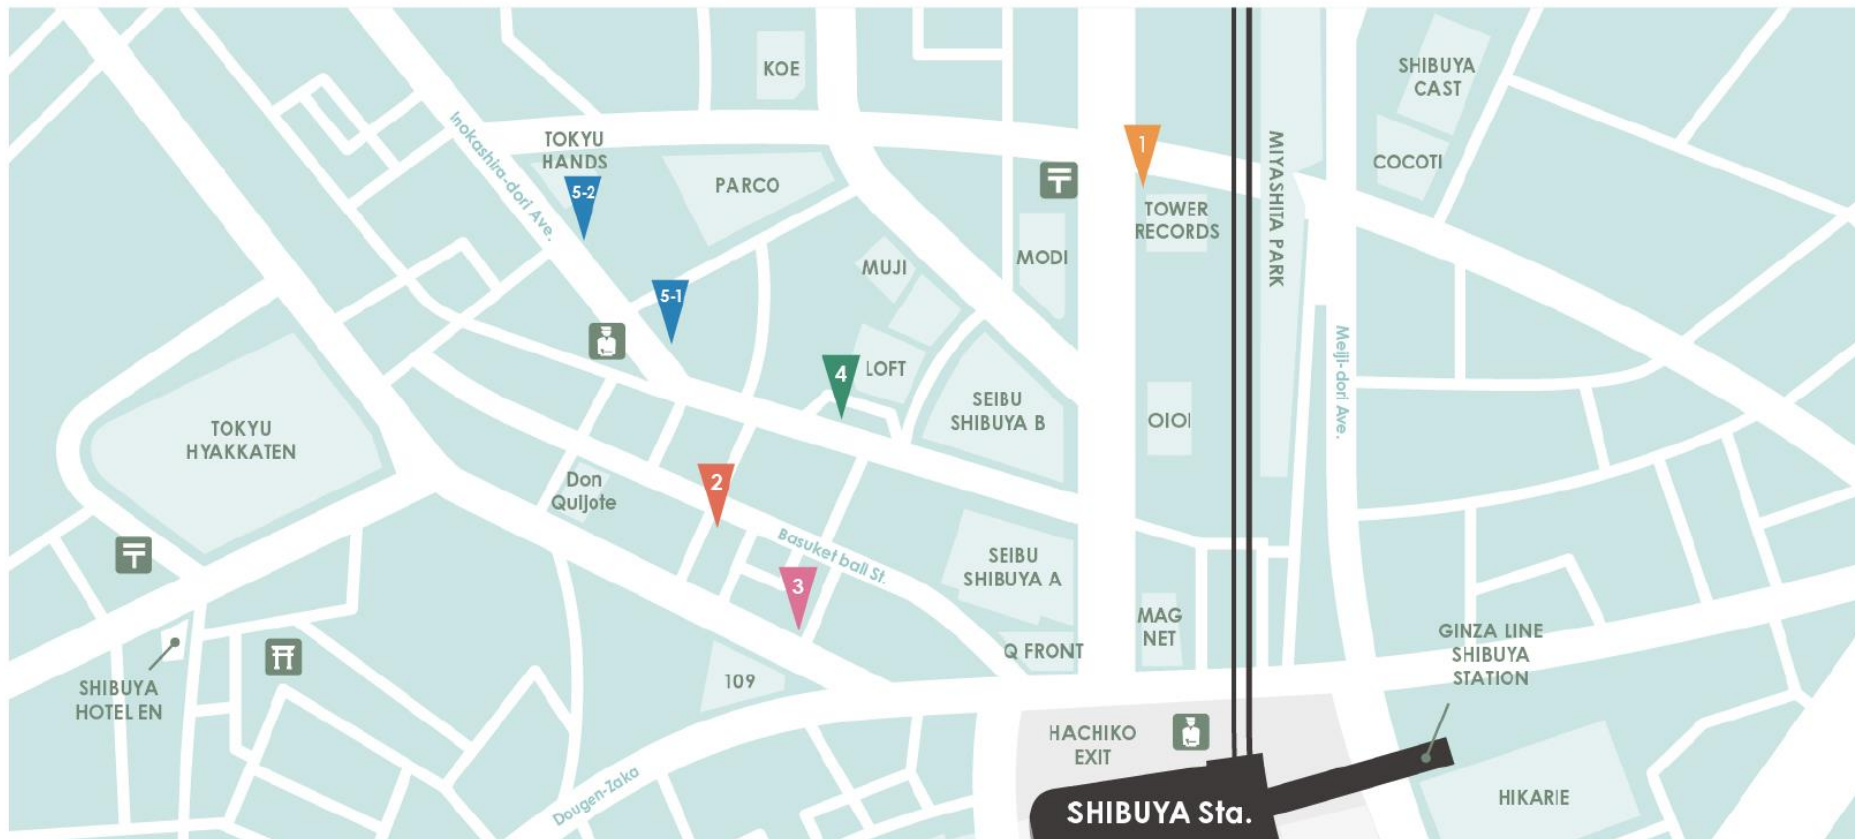 KOE
SHIBUYA
CAST
Inokashira-dori Ave.
TOKYU
HANDS
5-2
PARCO
1
COCOTI
MIYASHITA PARK
TOWER
RECORDS
MODI
MUJI
5-1
4
LOFT
SEIBU
SHIBUYA B
OIOI
Meiji-dori Ave.
TOKYU
HYAKKATEN
Don
Quijote
2
Basuket ball St.
SEIBU
SHIBUYA A
3
MAG
NET
Q FRONT
GINZA LINE
SHIBUYA
STATION
109
SHIBUYA
HOTEL EN
HACHIKO
EXIT
Dougen-Zaka
HIKARIE
SHIBUYA Sta.